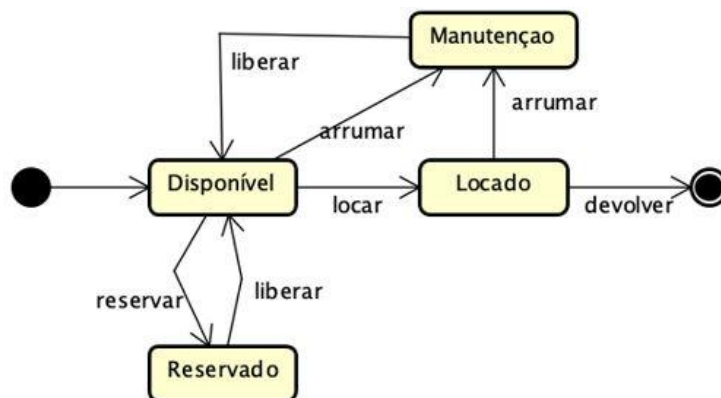 Manutençao
liberar
arrumar
arrumar
Disponível
Locado
locar
devolver
reservar
liberar
Reservado